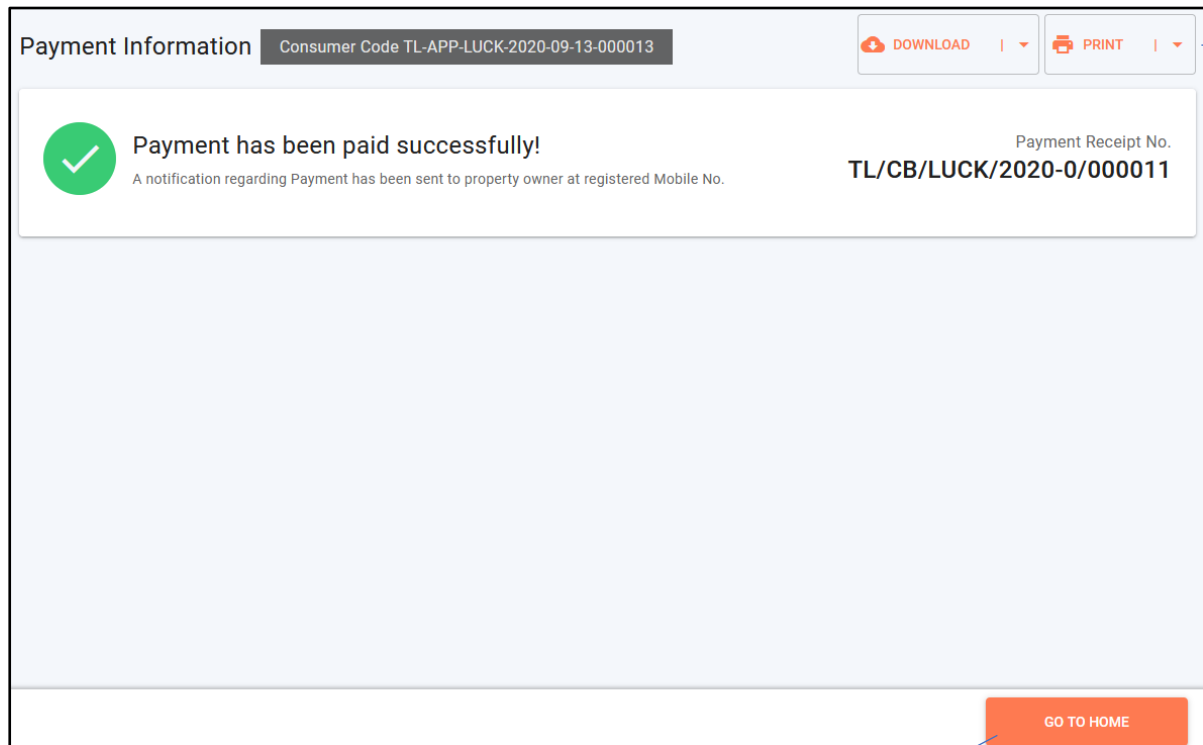 Payment Information Consumer Code TL-APP-LUCK-2020-09-13-000013 DOWNLOAD | PRINT |
Payment has been paid successfully!
A notification regarding Payment has been sent to property owner at registered Mobile No.
Payment Receipt No.
TL/CB/LUCK/2020-0/000011
GO TO HOME